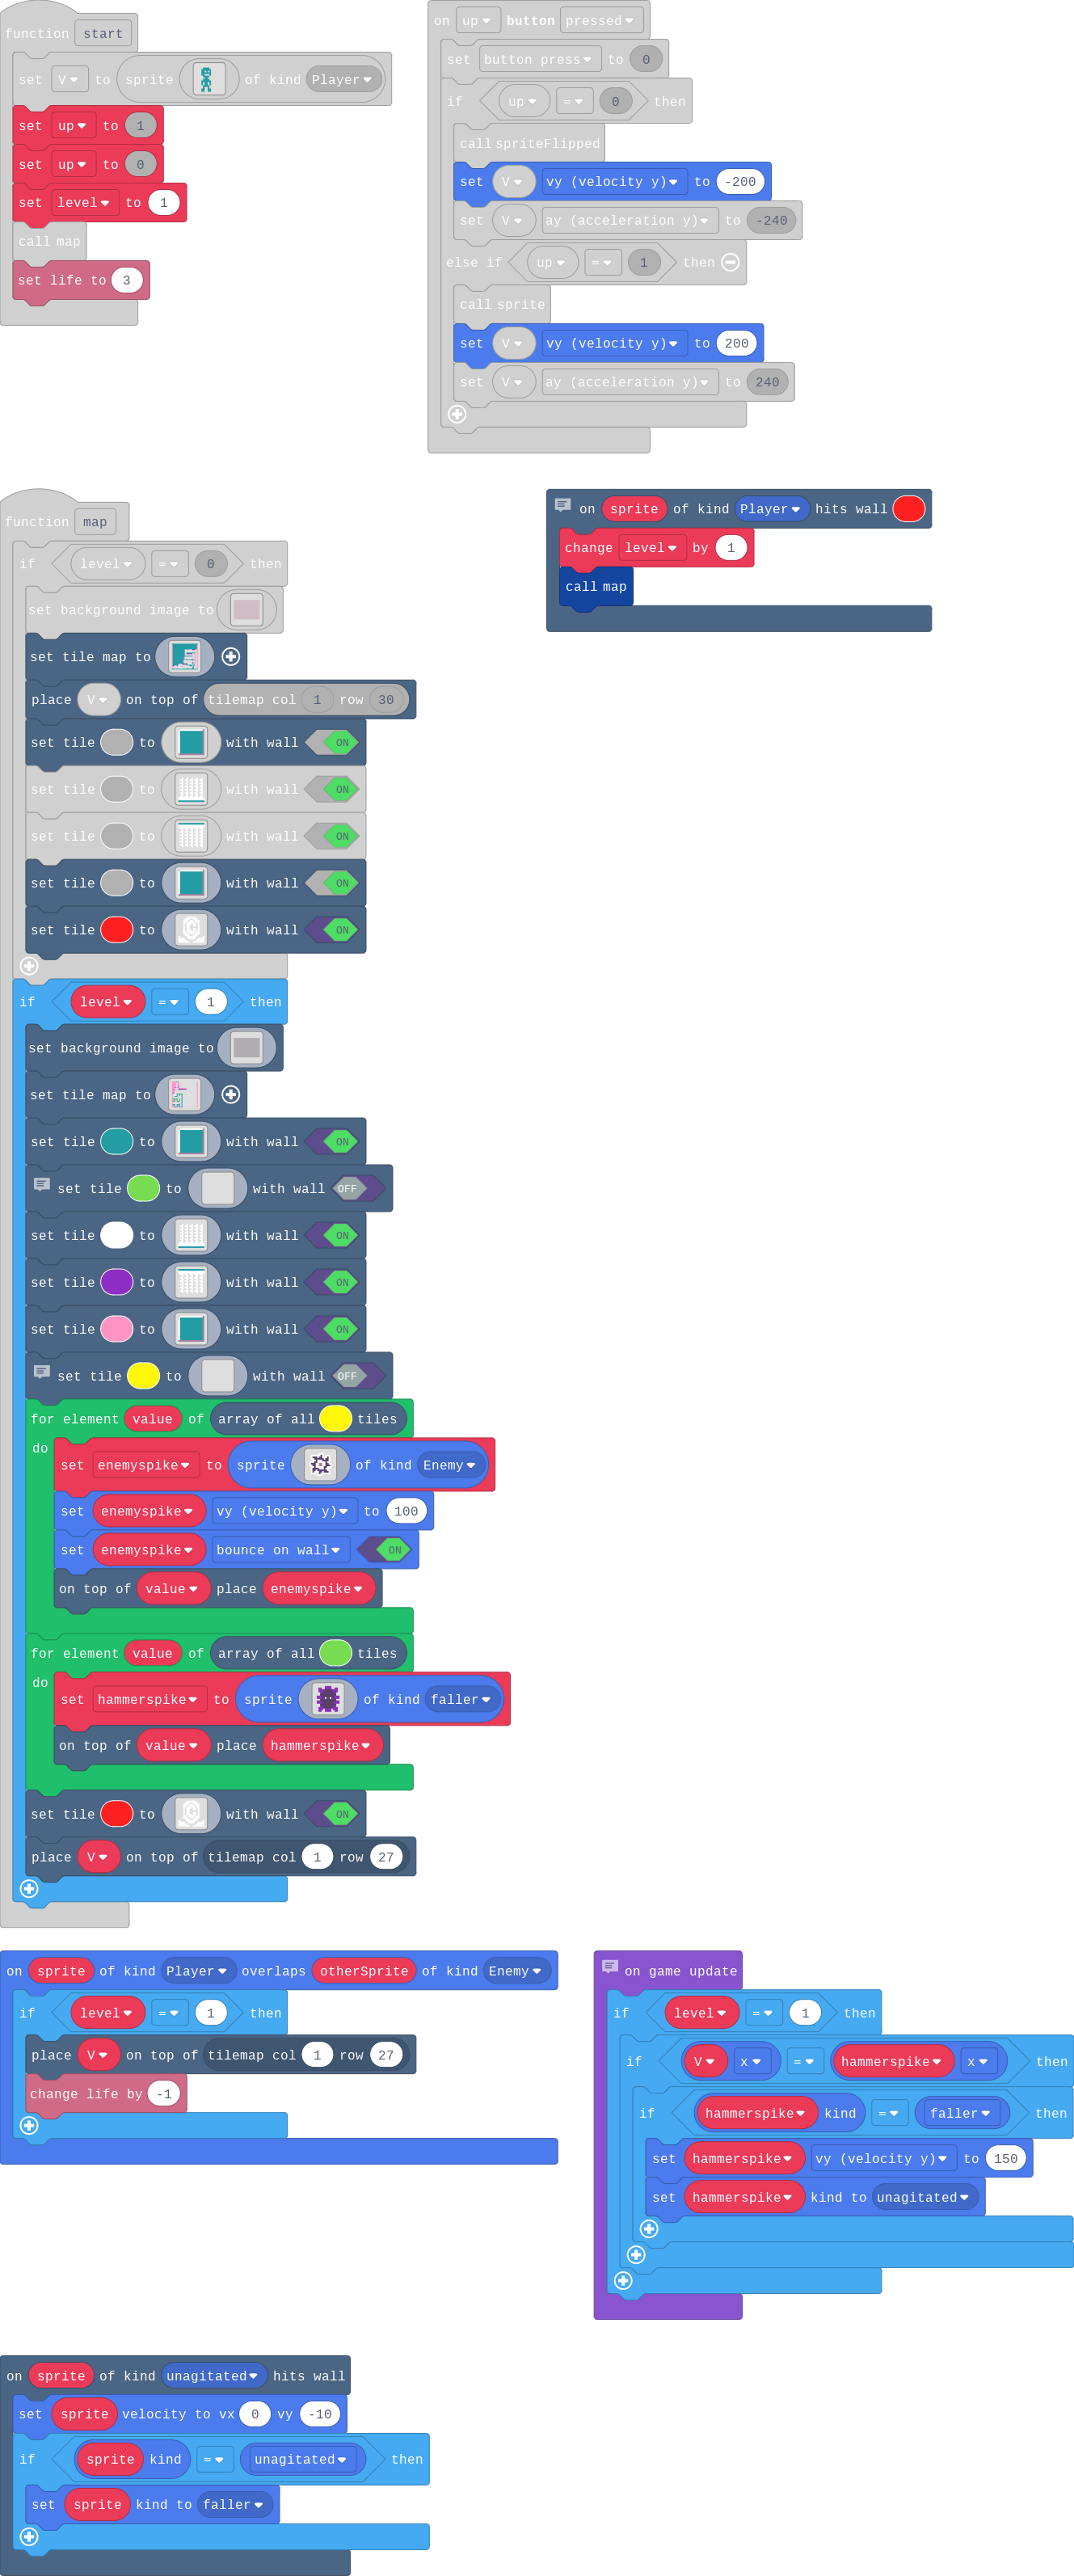 function start
set V to sprite of kind Player
set up to 1
set up to 0
set level to 1
call map
set life to 3
on up button pressed
set button press to 0
if up = 0 then
call spriteFlipped
set V vy (velocity y) to -200
set V ay (acceleration y) to -240
else if up = 1 then
call sprite
set V vy (velocity y) to 200
set V ay (acceleration y) to 240
function map
if level = 0 then
set background image to
set tile map to
place V on top of tilemap col 1 row 30
set tile to with wall ON
set tile to with wall ON
set tile to with wall ON
set tile to with wall ON
set tile to with wall ON
if level = 1 then
set background image to
set tile map to
set tile to with wall ON
set tile to with wall OFF
set tile to with wall ON
set tile to with wall ON
set tile to with wall ON
set tile to with wall OFF
for element value of array of all tiles
do
set enemyspike to sprite of kind Enemy
set enemyspike vy (velocity y) to 100
set enemyspike bounce on wall ON
on top of value place enemyspike
for element value of array of all tiles
do
set hammerspike to sprite of kind faller
on top of value place hammerspike
set tile to with wall ON
place V on top of tilemap col 1 row 27
on sprite of kind Player hits wall
change level by 1
call map
on sprite of kind Player overlaps otherSprite of kind Enemy
if level = 1 then
place V on top of tilemap col 1 row 27
change life by -1
on game update
if level = 1 then
if V x = hammerspike x then
if hammerspike kind = faller then
set hammerspike vy (velocity y) to 150
set hammerspike kind to unagitated
on sprite of kind unagitated hits wall
set sprite velocity to vx 0 vy -10
if sprite kind = unagitated then
set sprite kind to faller